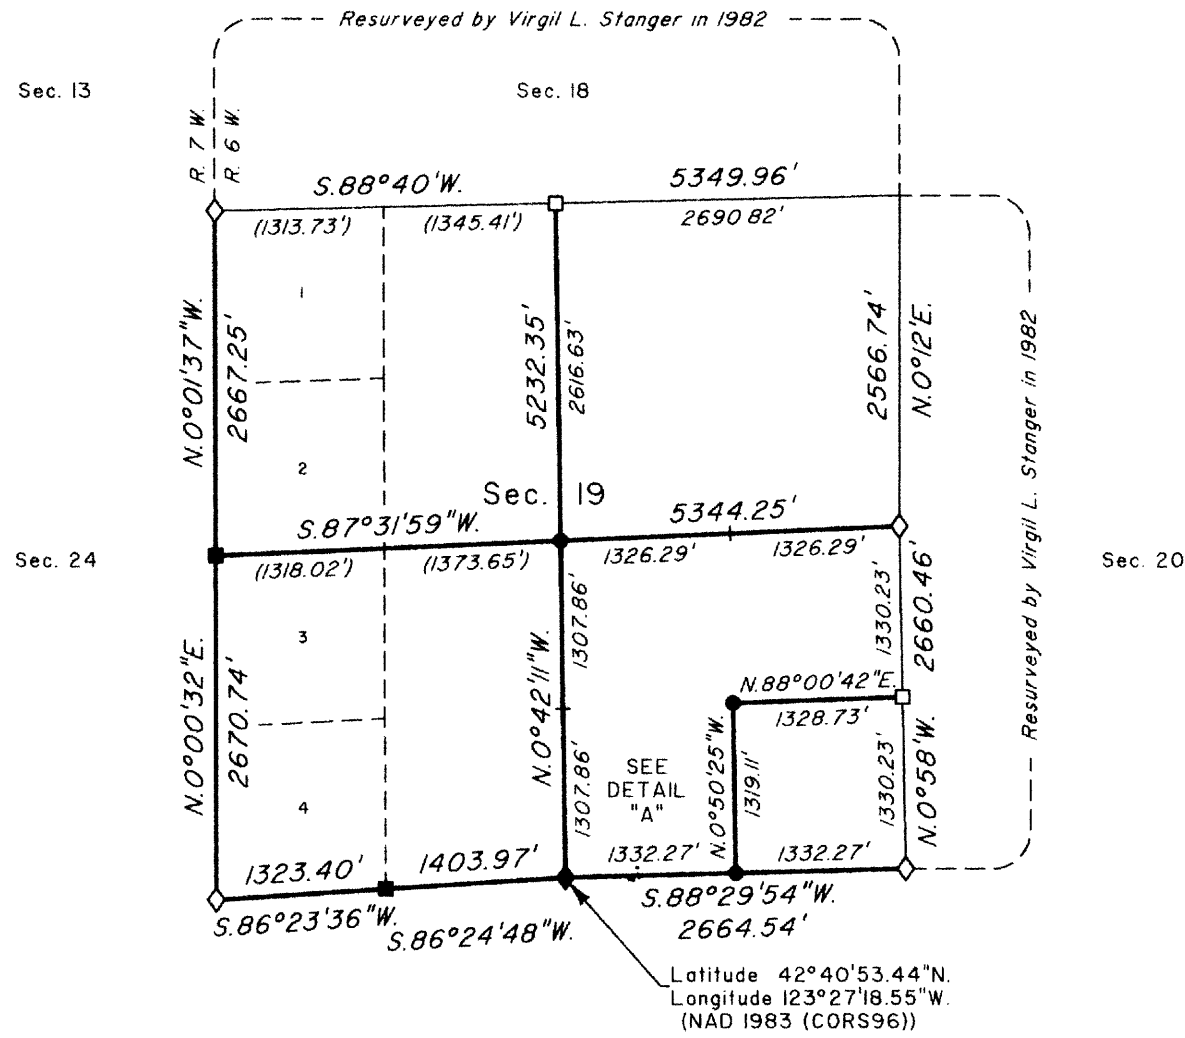 Resurveyed by Virgil L. Stanger in 1982
Sec. 13
Sec. 18
R. 7 W.
R. 6 W.
S.88°40'W.
5349.96'
(1313.73')
(1345.41')
2690 82'
1
N.0°01'37"W.
2667.25'
5232.35'
2616.63'
2566.74'
N.0°12'E.
Resurveyed by Virgil L. Stanger in 1982
2
Sec. 19
S.87°31'59"W.
5344.25'
Sec. 24
(1318.02')
(1373.65')
1326.29'
1326.29'
Sec. 20
3
N.0°00'32"E.
2670.74'
N.0°42'11"W.
1307.86'
1307.86'
1330.23'
2660.46'
N.88°00'42"E.
1328.73'
N.0°50'25"W.
1319.11'
1330.23'
N.0°58'W.
SEE
DETAIL
"A"
4
1323.40'
1403.97'
1332.27'
1332.27'
S.86°23'36"W.
S.86°24'48"W.
S.88°29'54"W.
2664.54'
Latitude 42°40'53.44"N.
Longitude 123°27'18.55"W.
(NAD 1983 (CORS96))